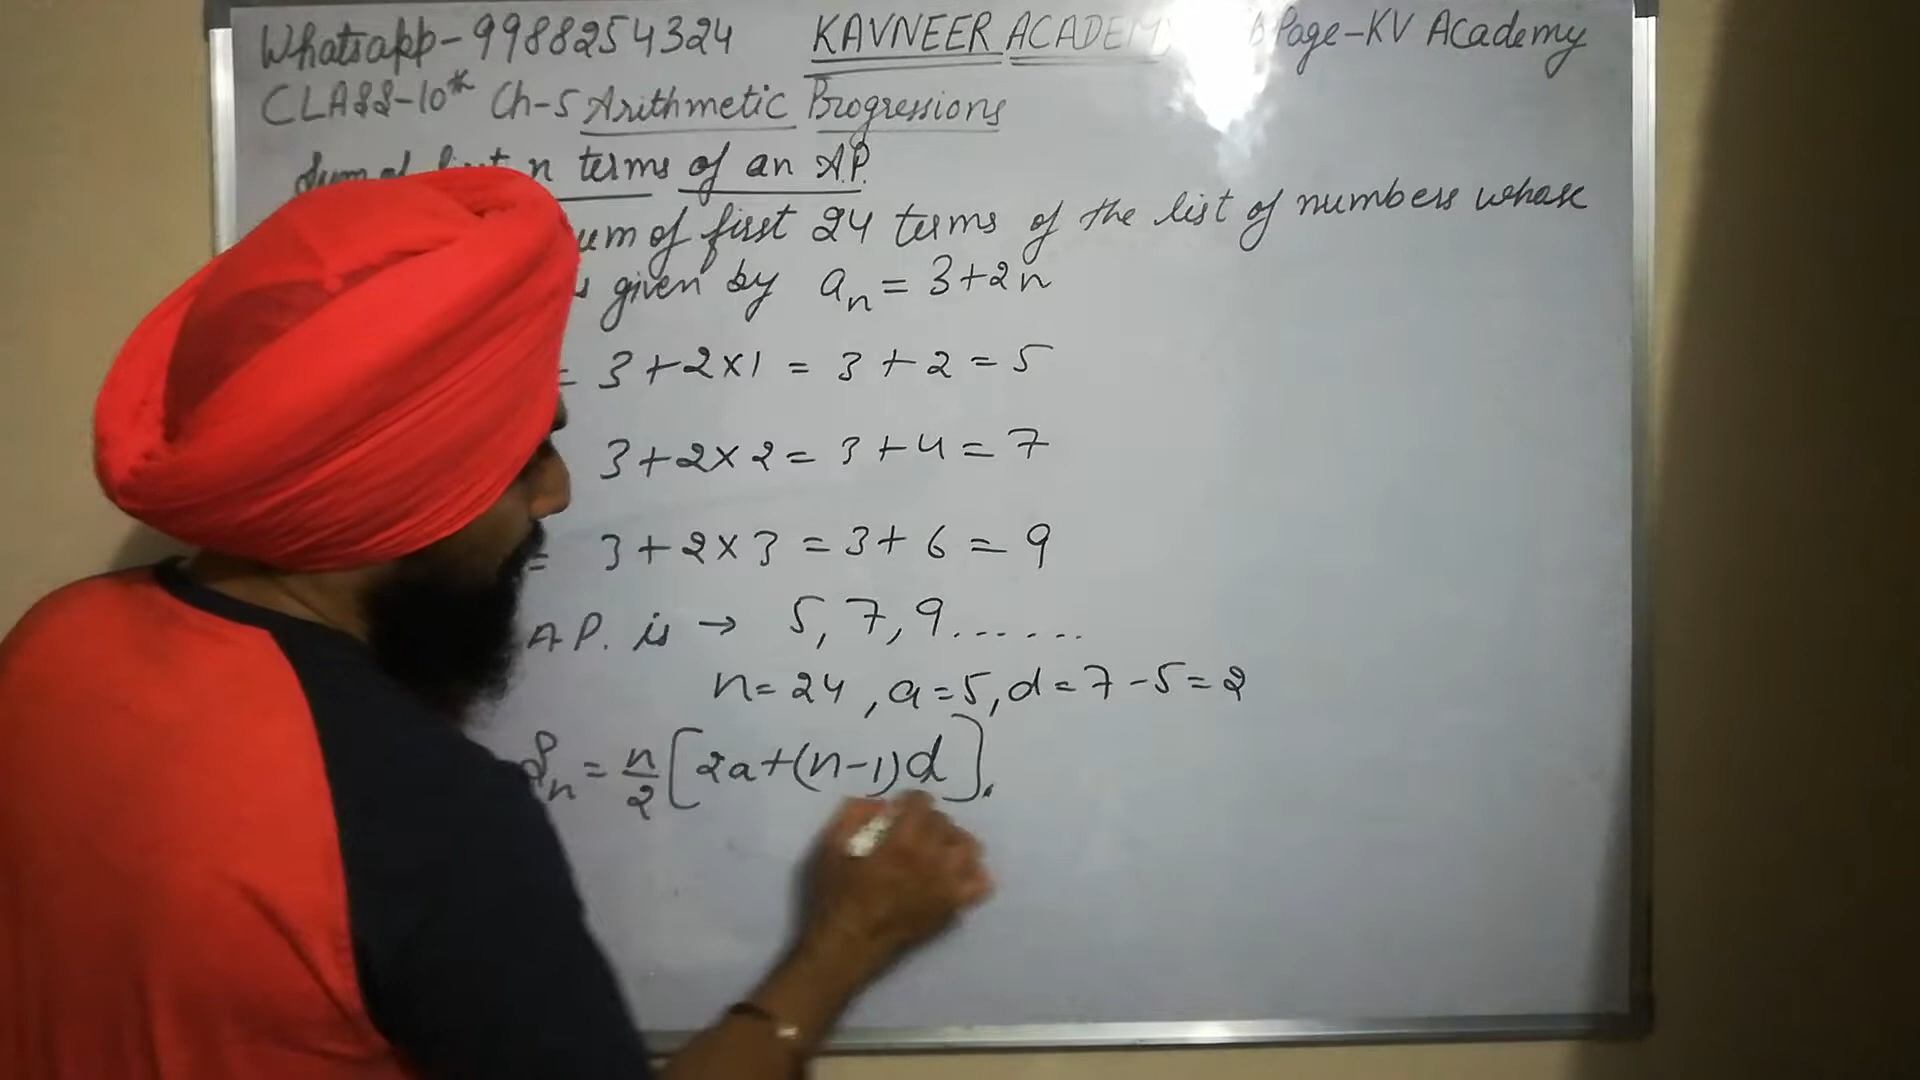 Whatsapp-9988254324 KAVNEER ACADEM Page-KV Academy
CLASS-10th Ch-5 Arithmetic Progressions
Sum of first n terms of an A.P.
um of first 24 terms of the list of numbers whose
given by aₙ = 3+2n
= 3+2×1 = 3+2 = 5
3+2×2 = 3+4 = 7
= 3+2×3 = 3+6 = 9
A P. is → 5, 7, 9......
n = 24, a = 5, d = 7-5 = 2
Sₙ = n/2 [2a+(n-1)d].